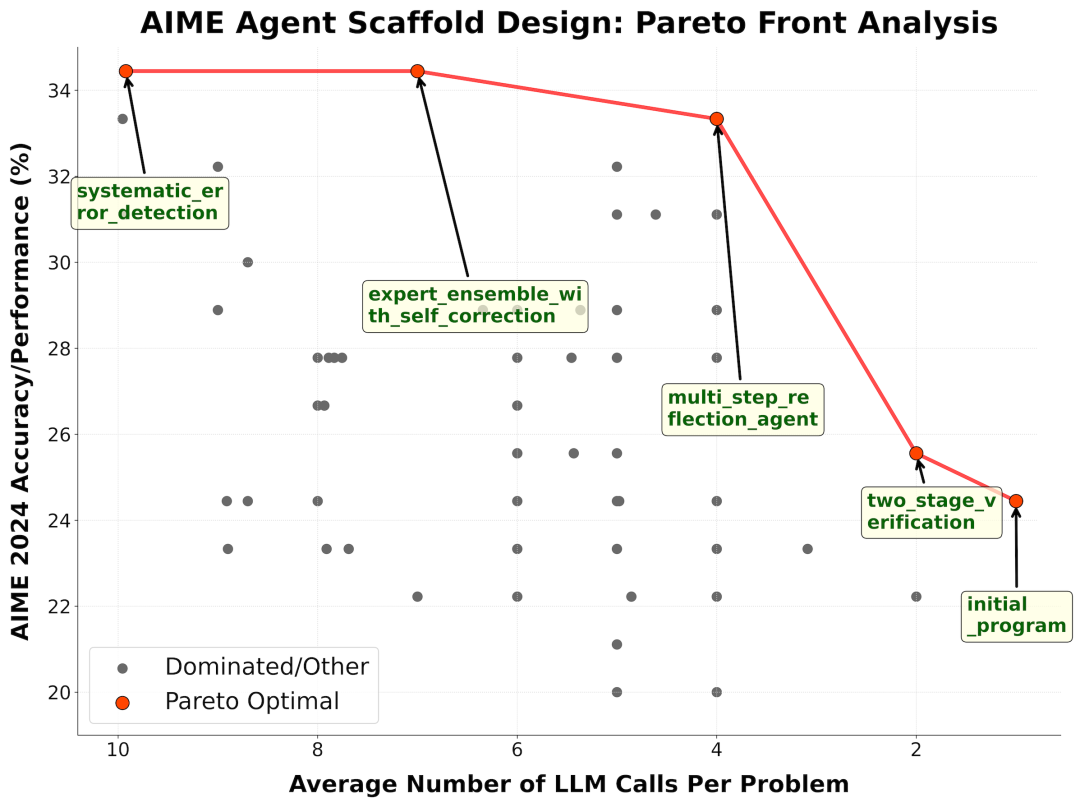 AIME Agent Scaffold Design: Pareto Front Analysis
AIME 2024 Accuracy/Performance (%)
34
32
30
28
26
24
22
20
systematic_er
ror_detection
expert_ensemble_wi
th_self_correction
multi_step_re
flection_agent
two_stage_v
erification
initial
_program
Dominated/Other
Pareto Optimal
10
8
6
4
2
Average Number of LLM Calls Per Problem